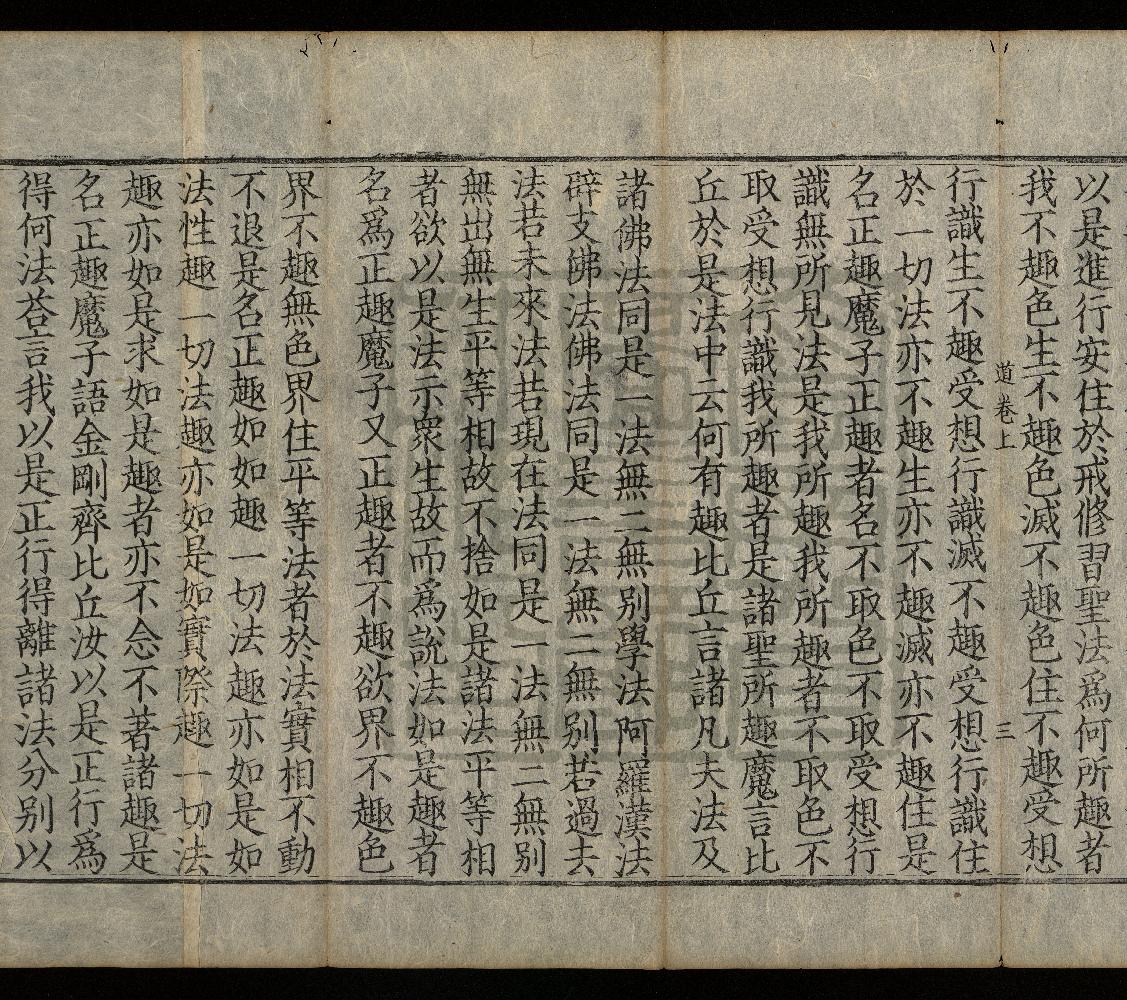 以是進行安住於戒修習聖法爲何所趣者
我不趣色生不趣色滅不趣色住不趣受想
道卷上 三
行識生不趣受想行識滅不趣受想行識住
於一切法亦不趣生亦不趣滅亦不趣住是
名正趣魔子正趣者名不取色不取受想行
識無所見法是我所趣我所趣者不取色不
取受想行識我所趣者是諸聖所趣魔言比
丘於是法中云何有趣比丘言諸凡夫法及
諸佛法同是一法無二無別學法阿羅漢法
辟支佛法佛法同是一法無二無別若過去
法若未來法若現在法同是一法無二無別
無出無生平等相故不捨如是諸法平等相
者欲以是法示衆生故而爲說法如是趣者
名爲正趣魔子又正趣者不趣欲界不趣色
界不趣無色界住平等法者於法實相不動
不退是名正趣如如趣一切法趣亦如是如
法性趣一切法趣亦如是如實際趣一切法
趣亦如是求如是趣者亦不念不著諸趣是
名正趣魔子語金剛齊比丘汝以是正行爲
得何法荅言我以是正行得離諸法分别以